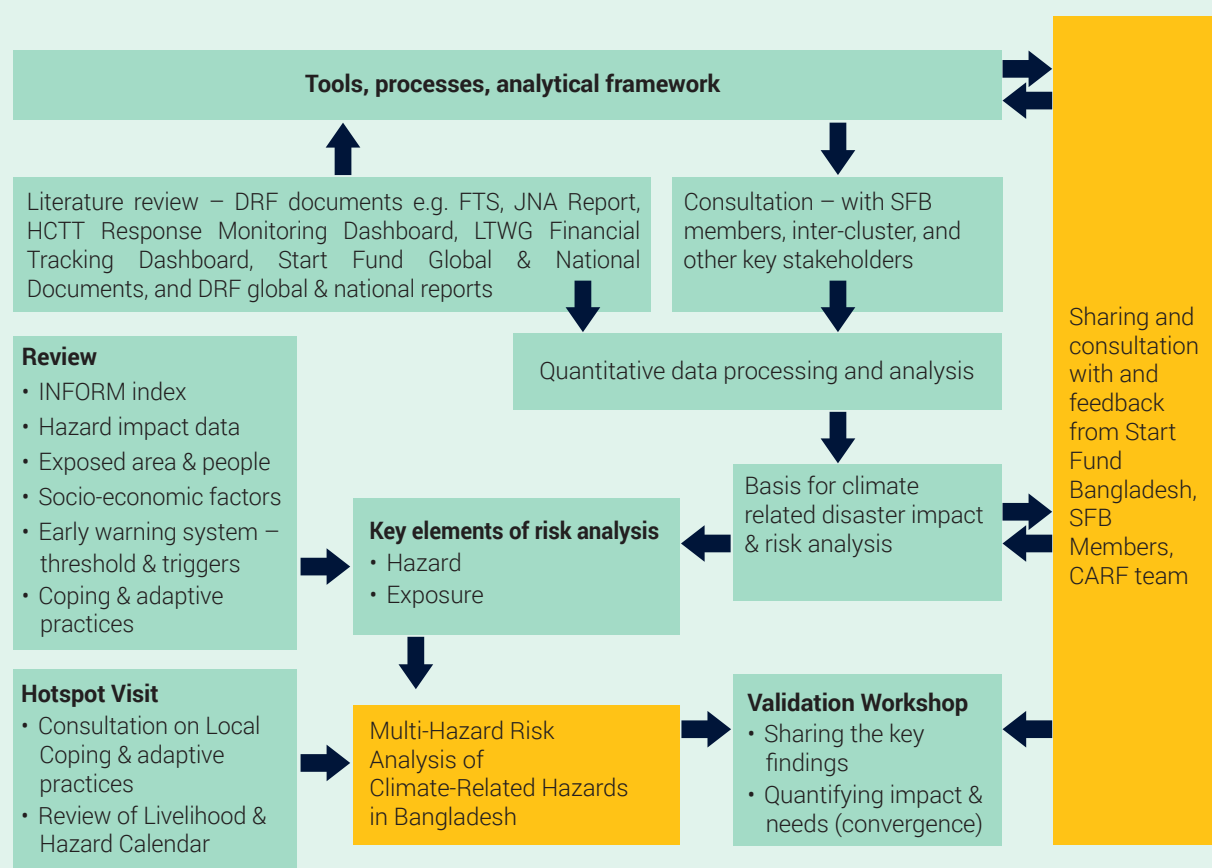 Tools, processes, analytical framework
Literature review – DRF documents e.g. FTS, JNA Report,
HCTT Response Monitoring Dashboard, LTWG Financial
Tracking Dashboard, Start Fund Global & National
Documents, and DRF global & national reports
Consultation – with SFB
members, inter-cluster, and
other key stakeholders
Quantitative data processing and analysis
Review
• INFORM index
• Hazard impact data
• Exposed area & people
• Socio-economic factors
• Early warning system –
threshold & triggers
• Coping & adaptive
practices
Key elements of risk analysis
• Hazard
• Exposure
Basis for climate
related disaster impact
& risk analysis
Hotspot Visit
• Consultation on Local
Coping & adaptive
practices
• Review of Livelihood &
Hazard Calendar
Multi-Hazard Risk
Analysis of
Climate-Related Hazards
in Bangladesh
Validation Workshop
• Sharing the key
findings
• Quantifying impact &
needs (convergence)
Sharing and
consultation
with and
feedback
from Start
Fund
Bangladesh,
SFB
Members,
CARF team